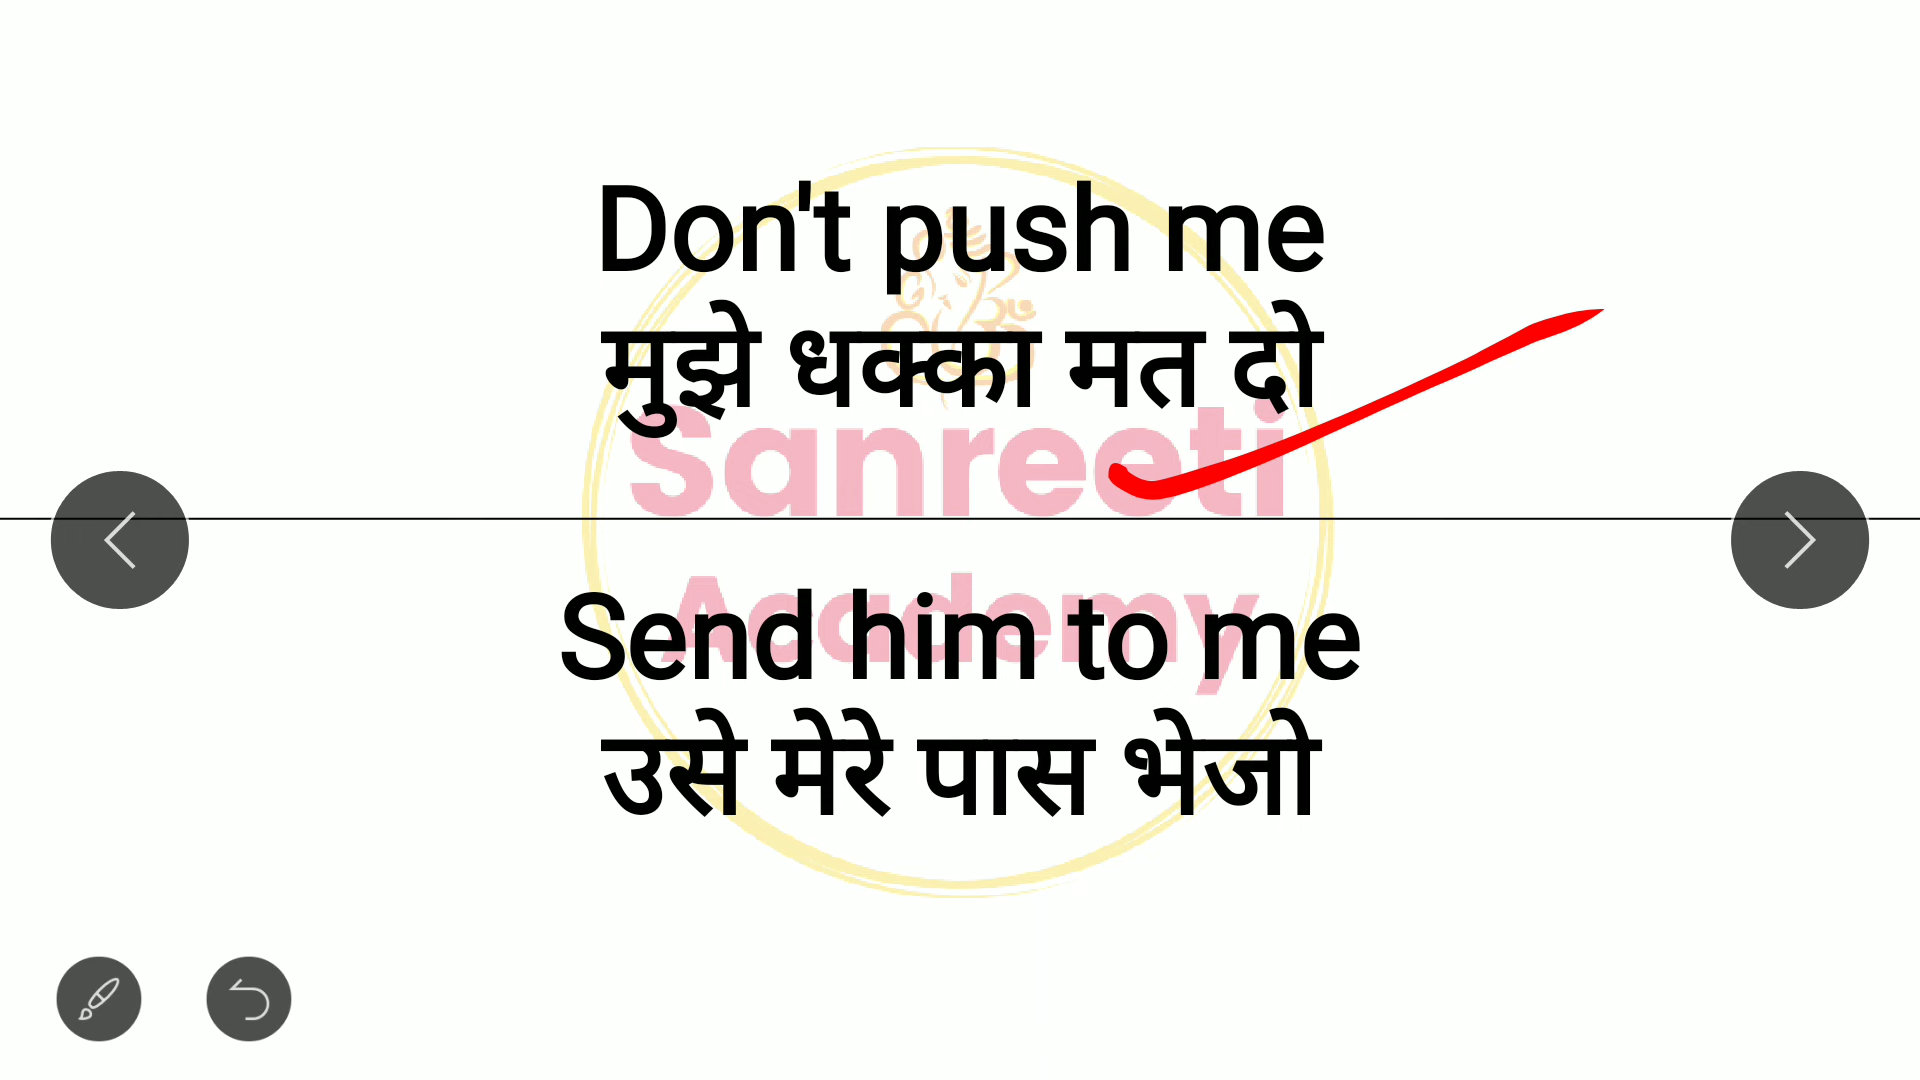 Don't push me
मुझे धक्का मत दो
Sanreeti
Academy
Send him to me
उसे मेरे पास भेजो